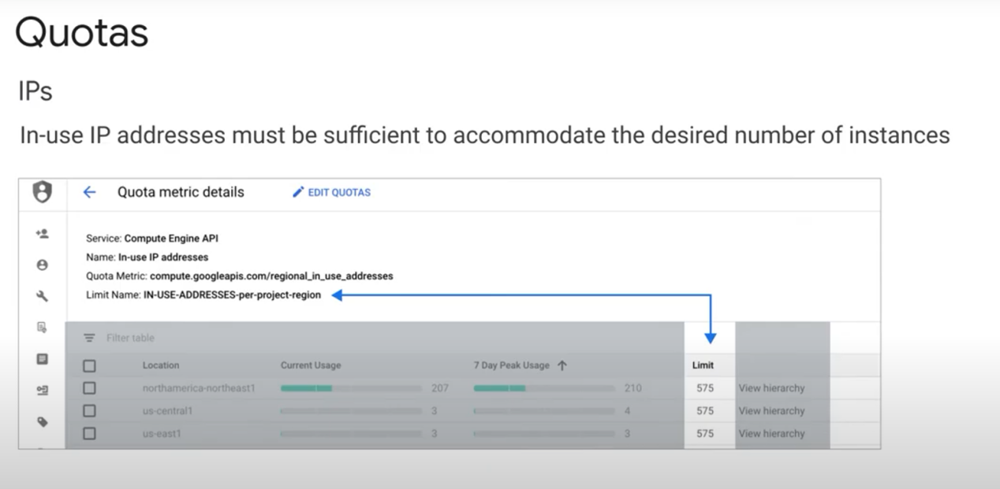 Quotas
IPs
In-use IP addresses must be sufficient to accommodate the desired number of instances
Quota metric details EDIT QUOTAS
Service: Compute Engine API
Name: In-use IP addresses
Quota Metric: compute.googleapis.com/regional_in_use_addresses
Limit Name: IN-USE-ADDRESSES-per-project-region
Filter table
Location Current Usage 7 Day Peak Usage Limit
northamerica-northeast1 207 210 575 View hierarchy
us-central1 3 4 575 View hierarchy
us-east1 3 3 575 View hierarchy